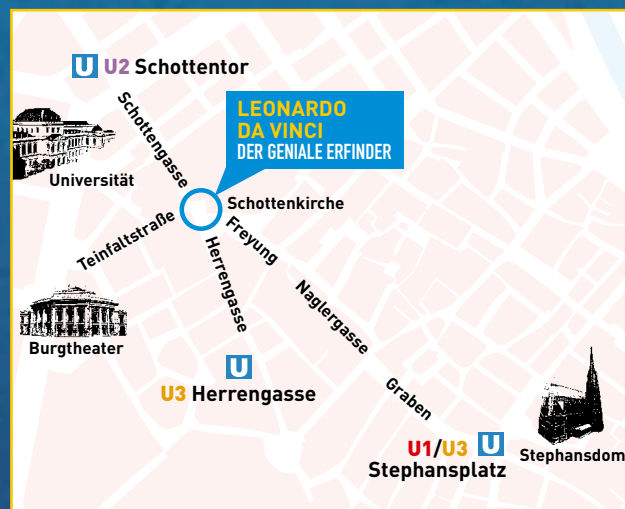 U U2 Schottentor
Schottengasse
LEONARDO
DA VINCI
DER GENIALE ERFINDER
Universität
Schottenkirche
Teinfaltstraße
Freyung
Herrengasse
Naglergasse
Burgtheater
U
U3 Herrengasse
Graben
U1/U3 U
Stephansplatz
Stephansdom